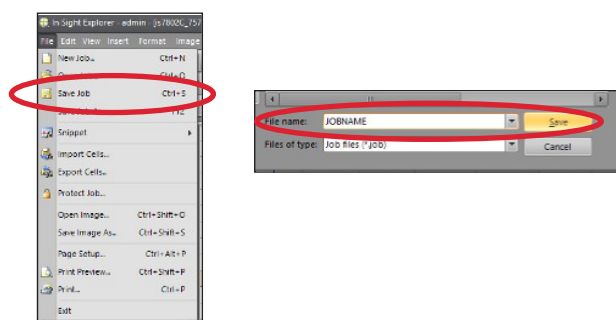 In Sight Explorer - admin - [is7802C_757
File Edit View Insert Format Image
New Job... Ctrl+N
Ctrl+O
Save Job Ctrl+S
Snippet
Import Cells...
Export Cells...
Protect Job...
Open Image... Ctrl+Shift+O
Save Image As... Ctrl+Shift+S
Page Setup... Ctrl+Alt+P
Print Preview... Ctrl+Shift+P
Print... Ctrl+P
Exit
File name: JOBNAME Save
Files of type: Job files (*.job) Cancel